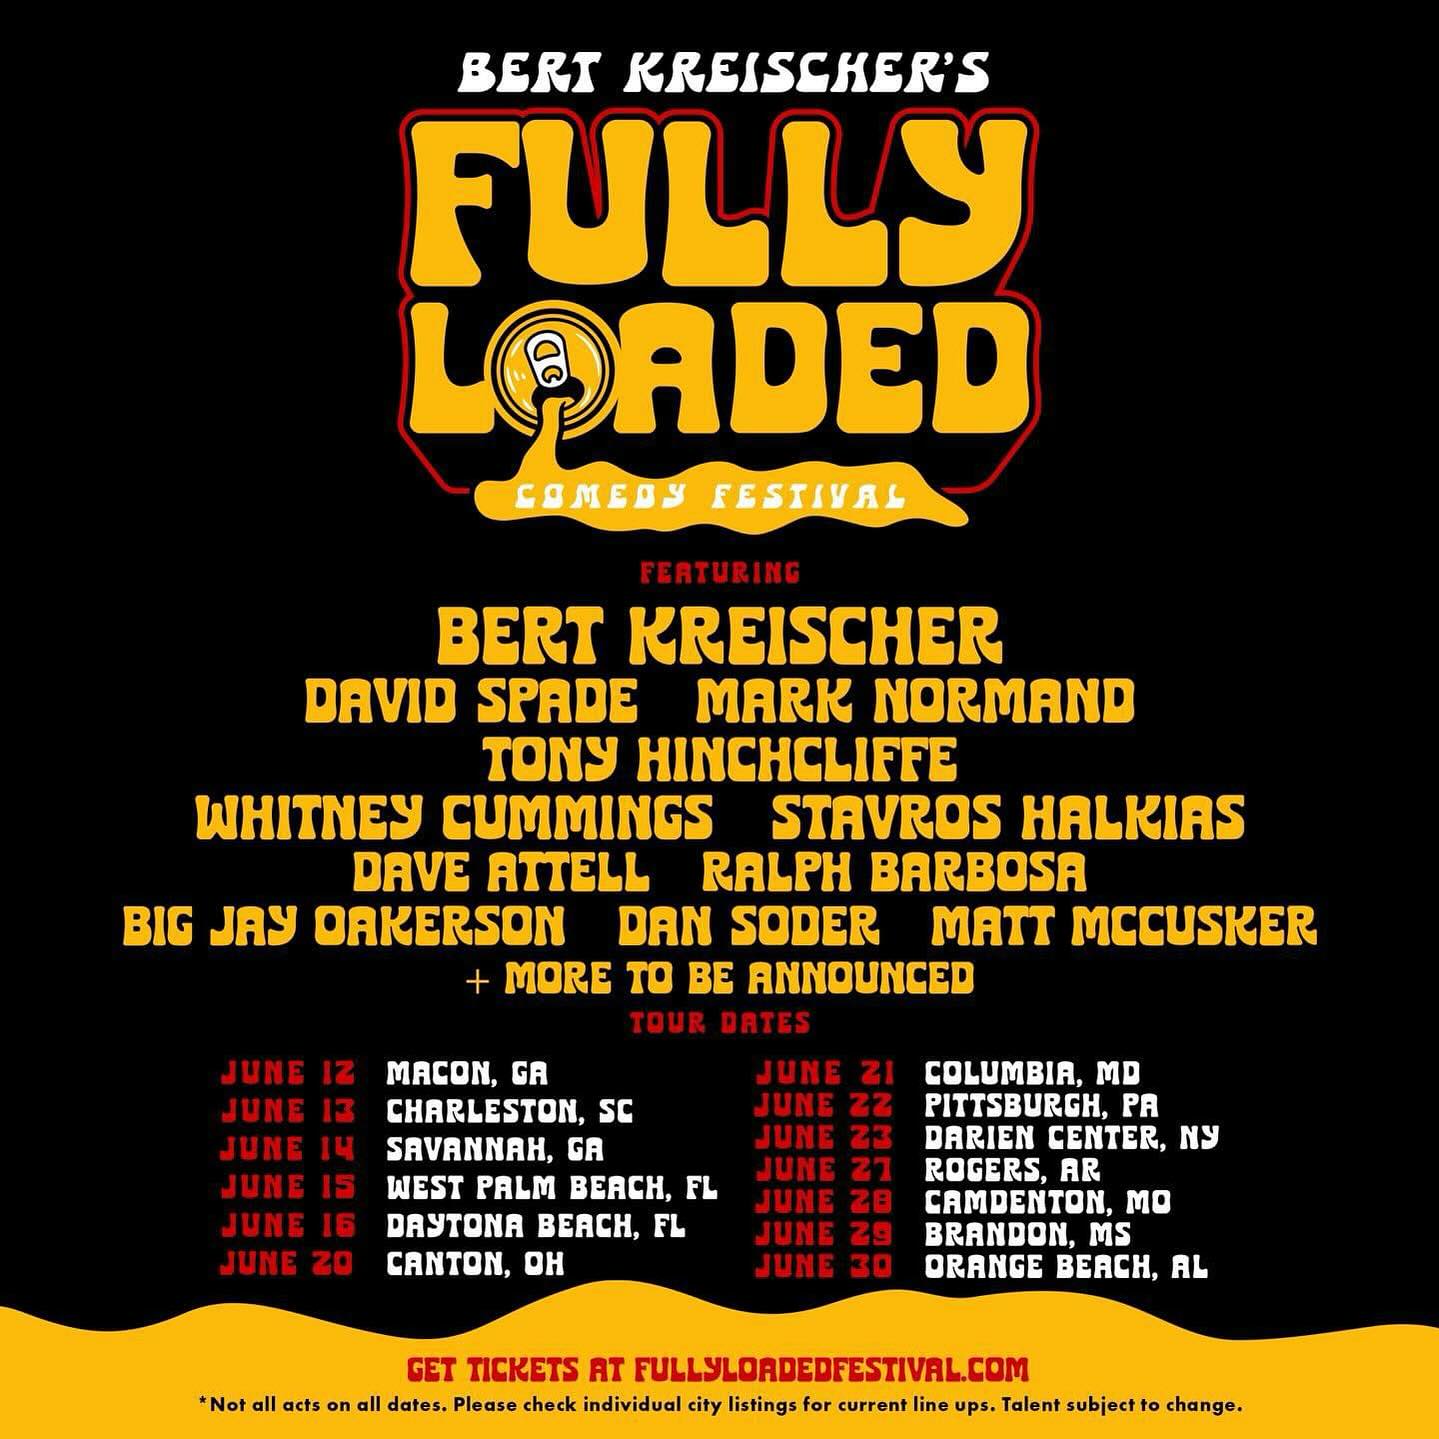 BERT KREISCHER'S
FULLY
LOADED
COMEDY FESTIVAL
FEATURING
BERT KREISCHER
DAVID SPADE MARK NORMAND
TONY HINCHCLIFFE
WHITNEY CUMMINGS STAVROS HALKIAS
DAVE ATTELL RALPH BARBOSA
BIG JAY OAKERSON DAN SODER MATT MCCUSKER
+ MORE TO BE ANNOUNCED
TOUR DATES
JUNE 12 MACON, GA
JUNE 13 CHARLESTON, SC
JUNE 14 SAVANNAH, GA
JUNE 15 WEST PALM BEACH, FL
JUNE 16 DAYTONA BEACH, FL
JUNE 20 CANTON, OH
JUNE 21 COLUMBIA, MD
JUNE 22 PITTSBURGH, PA
JUNE 23 DARIEN CENTER, NY
JUNE 27 ROGERS, AR
JUNE 28 CAMDENTON, MO
JUNE 29 BRANDON, MS
JUNE 30 ORANGE BEACH, AL
GET TICKETS AT FULLYLOADEDFESTIVAL.COM
*Not all acts on all dates. Please check individual city listings for current line ups. Talent subject to change.